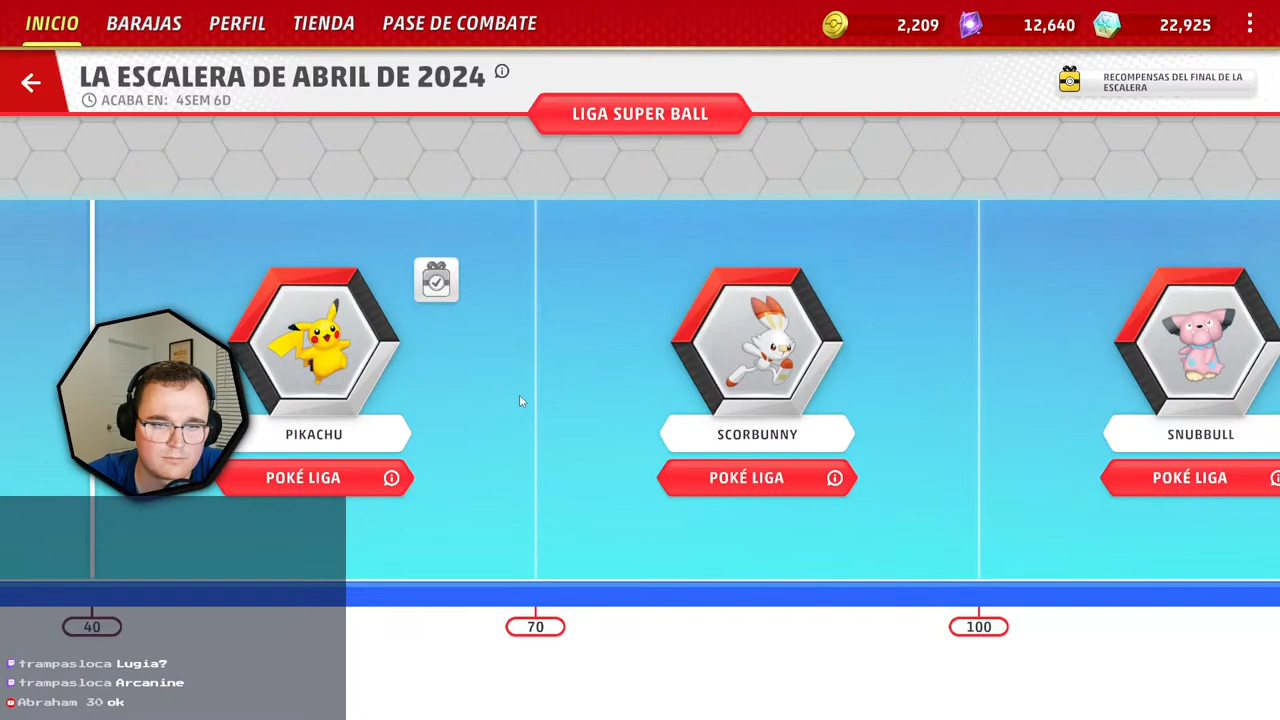 INICIO BARAJAS PERFIL TIENDA PASE DE COMBATE 2,209 12,640 22,925
LA ESCALERA DE ABRIL DE 2024
ACABA EN: 4SEM 6D
RECOMPENSAS DEL FINAL DE LA
ESCALERA
LIGA SUPER BALL
PIKACHU SCORBUNNY SNUBBULL
POKÉ LIGA POKÉ LIGA POKÉ LIGA
40 70 100
trampasloca Lugia?
trampasloca Arcanine
Abraham 30 ok